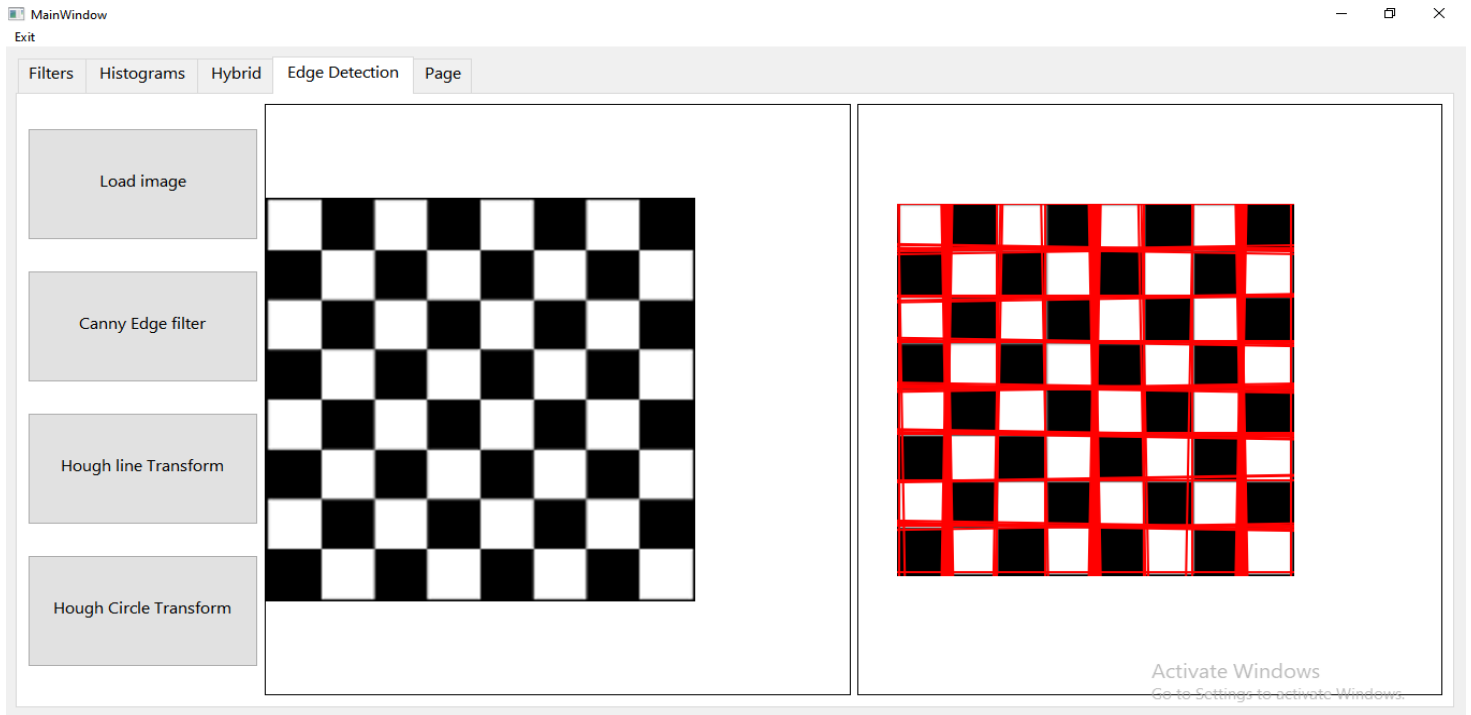 MainWindow
Exit
Filters Histograms Hybrid Edge Detection Page
Load image
Canny Edge filter
Hough line Transform
Hough Circle Transform
Activate Windows
Go to Settings to activate Windows.